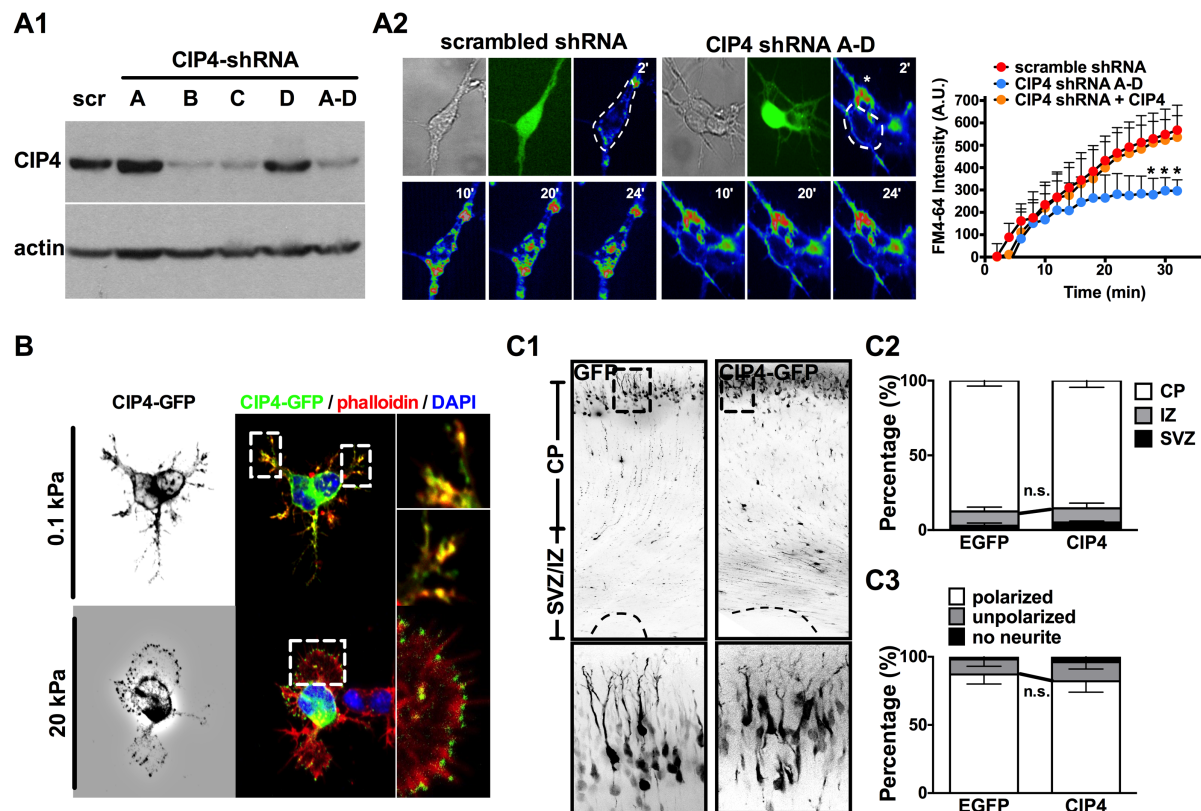 A1
CIP4-shRNA
scr A B C D A-D
CIP4
actin
A2
scrambled shRNA
CIP4 shRNA A-D
2'
*
2'
10'
20'
24'
10'
20'
24'
scramble shRNA
CIP4 shRNA A-D
CIP4 shRNA + CIP4
FM4-64 Intensity (A.U.)
700
600
500
400
300
200
100
0
* * *
10 20 30
Time (min)
B
CIP4-GFP
CIP4-GFP / phalloidin / DAPI
0.1 kPa
20 kPa
C1
GFP
CIP4-GFP
CP
SVZ/IZ
C2
Percentage (%)
100
50
0
n.s.
EGFP CIP4
CP
IZ
SVZ
C3
polarized
unpolarized
no neurite
Percentage (%)
100
50
0
n.s.
EGFP CIP4